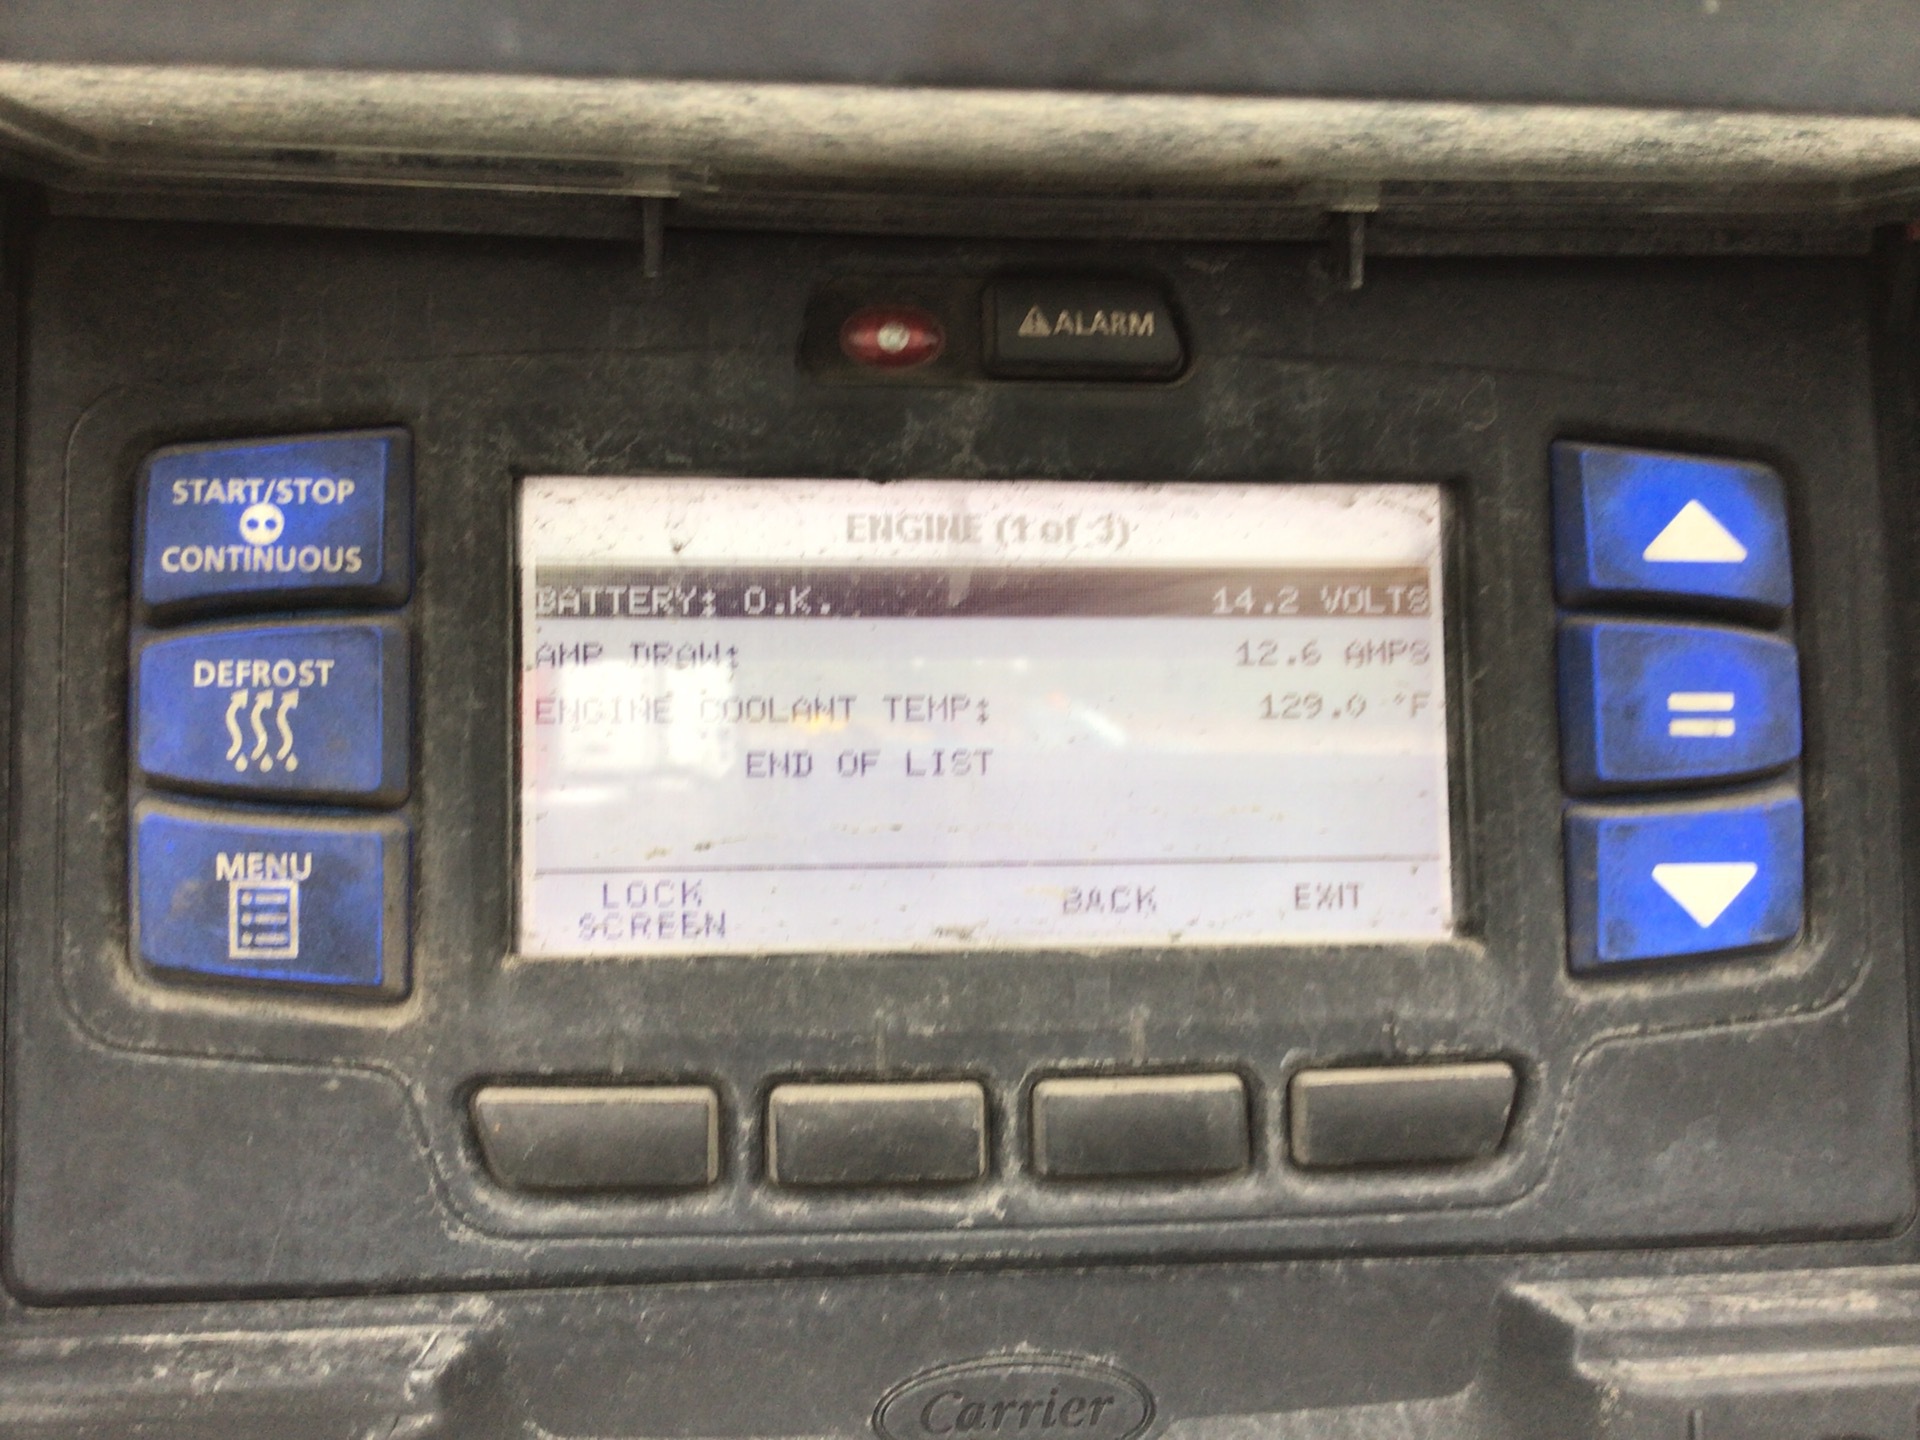 ⚠ALARM
START/STOP
CONTINUOUS
DEFROST
MENU
ENGINE (1 of 3)
BATTERY: O.K. 14.2 VOLTS
AMP DRAW: 12.6 AMPS
ENGINE COOLANT TEMP: 129.0 °F
END OF LIST
LOCK SCREEN
BACK
EXIT
=
Carrier